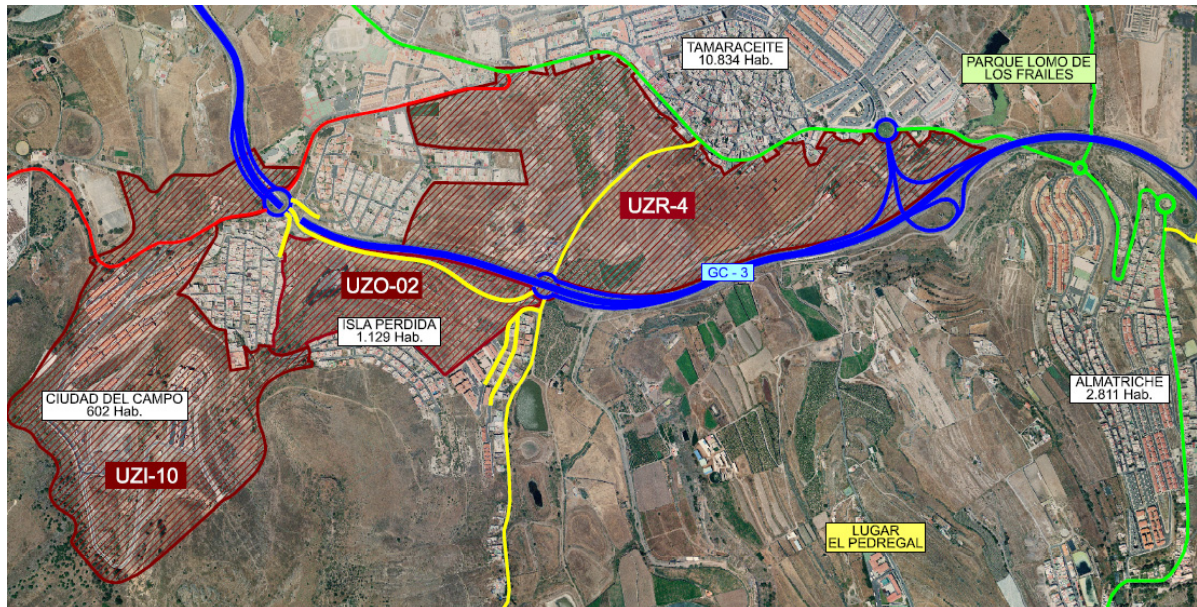 TAMARACEITE
10.834 Hab.
PARQUE LOMO DE
LOS FRAILES
UZR-4
GC - 3
UZO-02
ISLA PERDIDA
1.129 Hab.
ALMATRICHE
2.811 Hab.
CIUDAD DEL CAMPO
602 Hab.
UZI-10
LUGAR
EL PEDREGAL